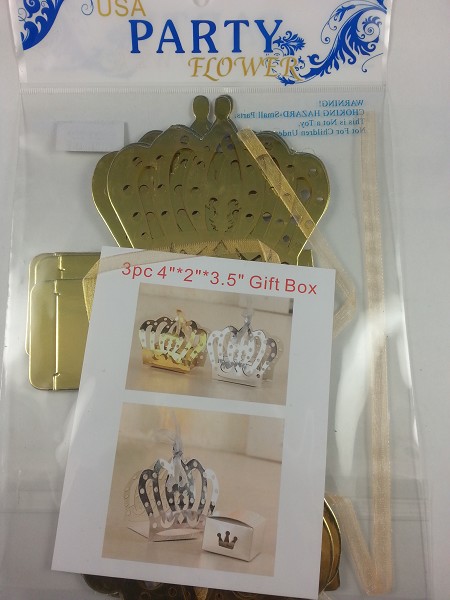 USA
PARTY
FLOWER
WARNING!
CHOKING HAZARD-Small Parts.
This is Not a Toy.
Not For Children Under
3pc 4"*2"*3.5" Gift Box